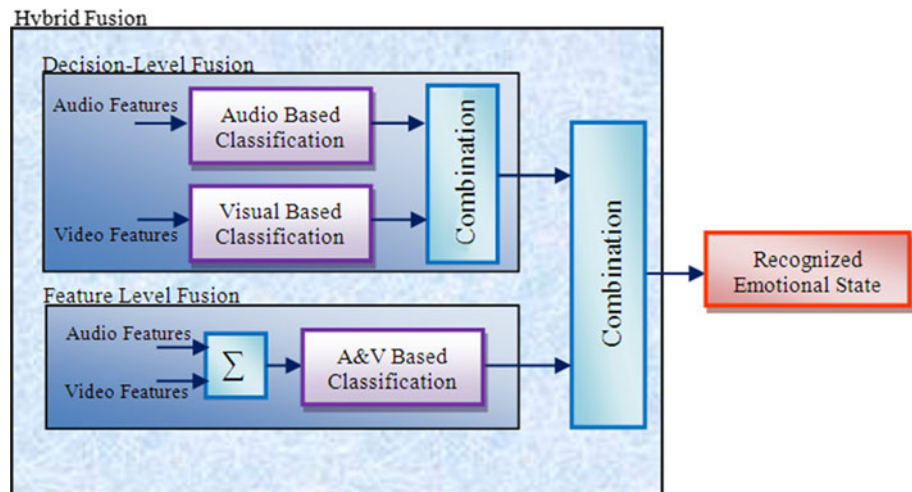 Hybrid Fusion
Decision-Level Fusion
Audio Features
Audio Based
Classification
Visual Based
Classification
Video Features
Combination
Feature Level Fusion
Audio Features
Video Features
Σ
A&V Based
Classification
Combination
Recognized
Emotional State